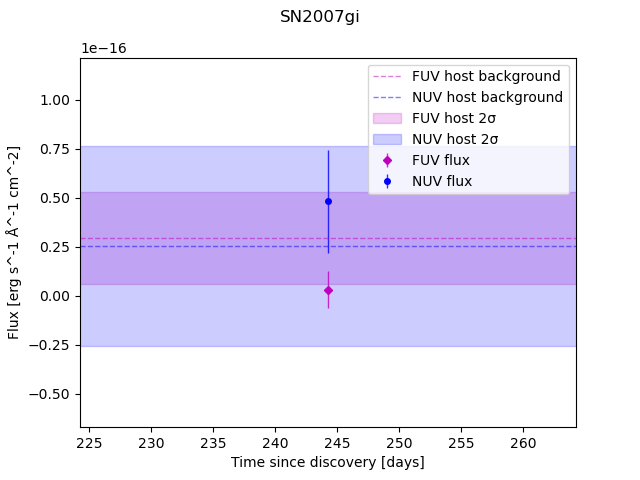 SN2007gi
1e−16
FUV host background
NUV host background
FUV host 2σ
NUV host 2σ
FUV flux
NUV flux
1.00
0.75
0.50
0.25
0.00
−0.25
−0.50
Flux [erg s^-1 Å^-1 cm^-2]
225 230 235 240 245 250 255 260
Time since discovery [days]